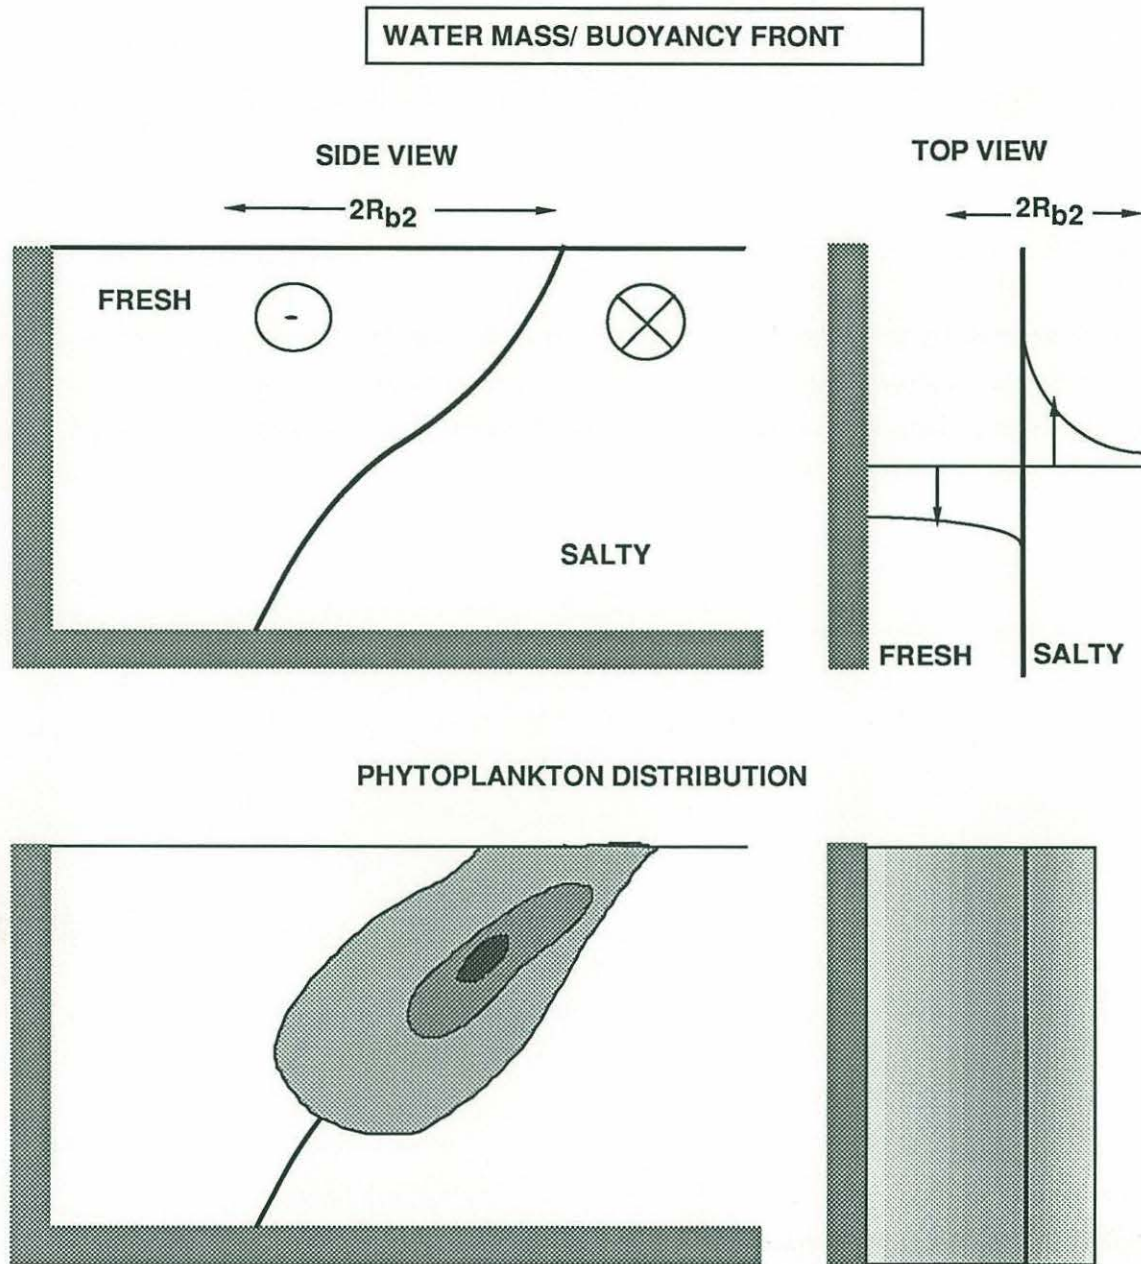 WATER MASS/ BUOYANCY FRONT
SIDE VIEW
TOP VIEW
2Rb2
2Rb2
FRESH
SALTY
FRESH
SALTY
PHYTOPLANKTON DISTRIBUTION